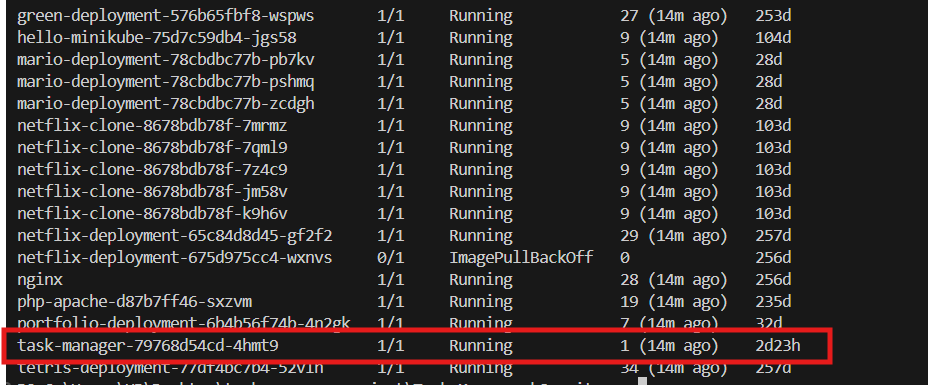 green-deployment-576b65fbf8-wspws 1/1 Running 27 (14m ago) 253d
hello-minikube-75d7c59db4-jgs58 1/1 Running 9 (14m ago) 104d
mario-deployment-78cbdbc77b-pb7kv 1/1 Running 5 (14m ago) 28d
mario-deployment-78cbdbc77b-pshmq 1/1 Running 5 (14m ago) 28d
mario-deployment-78cbdbc77b-zcdgh 1/1 Running 5 (14m ago) 28d
netflix-clone-8678bdb78f-7mrmz 1/1 Running 9 (14m ago) 103d
netflix-clone-8678bdb78f-7qml9 1/1 Running 9 (14m ago) 103d
netflix-clone-8678bdb78f-7z4c9 1/1 Running 9 (14m ago) 103d
netflix-clone-8678bdb78f-jm58v 1/1 Running 9 (14m ago) 103d
netflix-clone-8678bdb78f-k9h6v 1/1 Running 9 (14m ago) 103d
netflix-deployment-65c84d8d45-gf2f2 1/1 Running 29 (14m ago) 257d
netflix-deployment-675d975cc4-wxnvs 0/1 ImagePullBackOff 0 256d
nginx 1/1 Running 28 (14m ago) 256d
php-apache-d87b7ff46-sxzvm 1/1 Running 19 (14m ago) 235d
portfolio-deployment-6b4b56f74b-4n2gk 1/1 Running 7 (14m ago) 32d
task-manager-79768d54cd-4hmt9 1/1 Running 1 (14m ago) 2d23h
tetris-deployment-77df4bc7b4-52vln 1/1 Running 34 (14m ago) 257d